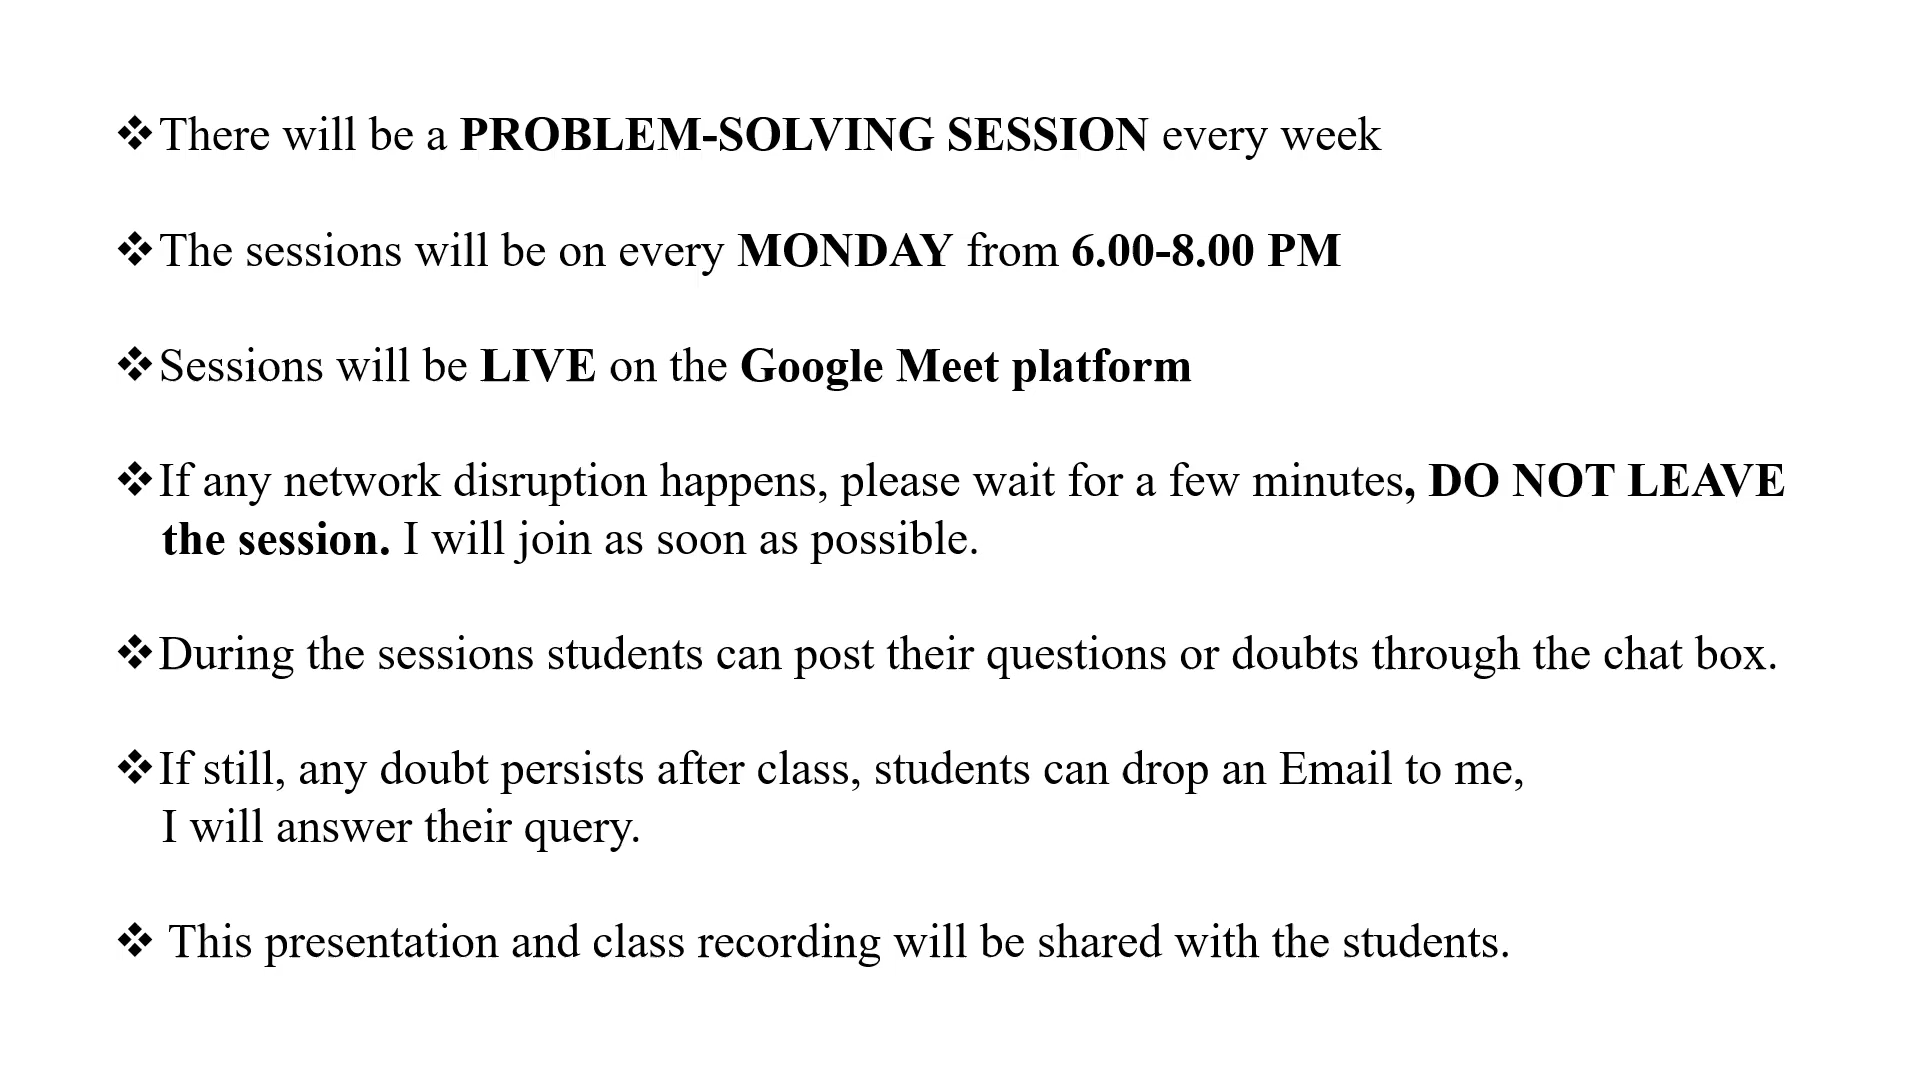 ❖There will be a PROBLEM-SOLVING SESSION every week
❖The sessions will be on every MONDAY from 6.00-8.00 PM
❖Sessions will be LIVE on the Google Meet platform
❖If any network disruption happens, please wait for a few minutes, DO NOT LEAVE
the session. I will join as soon as possible.
❖During the sessions students can post their questions or doubts through the chat box.
❖If still, any doubt persists after class, students can drop an Email to me,
I will answer their query.
❖ This presentation and class recording will be shared with the students.